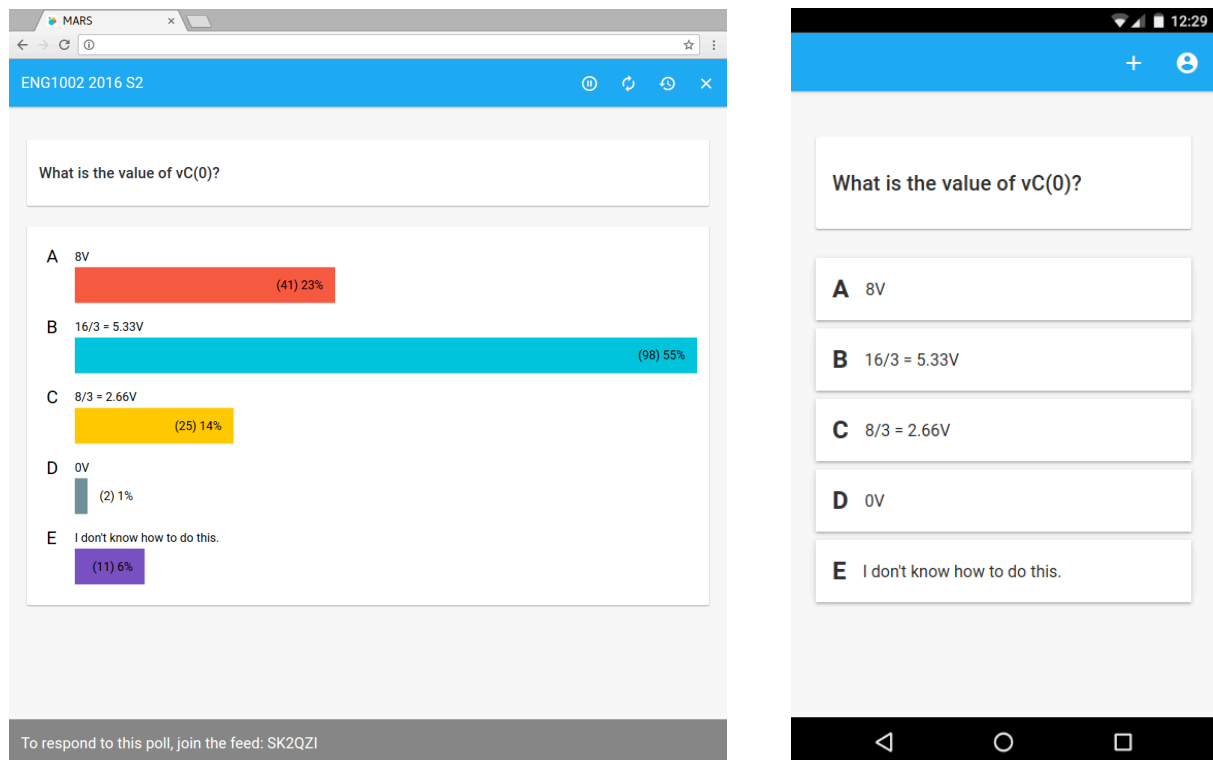 MARS
ENG1002 2016 S2
What is the value of vC(0)?
A 8V
(41) 23%
B 16/3 = 5.33V
(98) 55%
C 8/3 = 2.66V
(25) 14%
D 0V
(2) 1%
E I don't know how to do this.
(11) 6%
To respond to this poll, join the feed: SK2QZI
12:29
What is the value of vC(0)?
A 8V
B 16/3 = 5.33V
C 8/3 = 2.66V
D 0V
E I don't know how to do this.